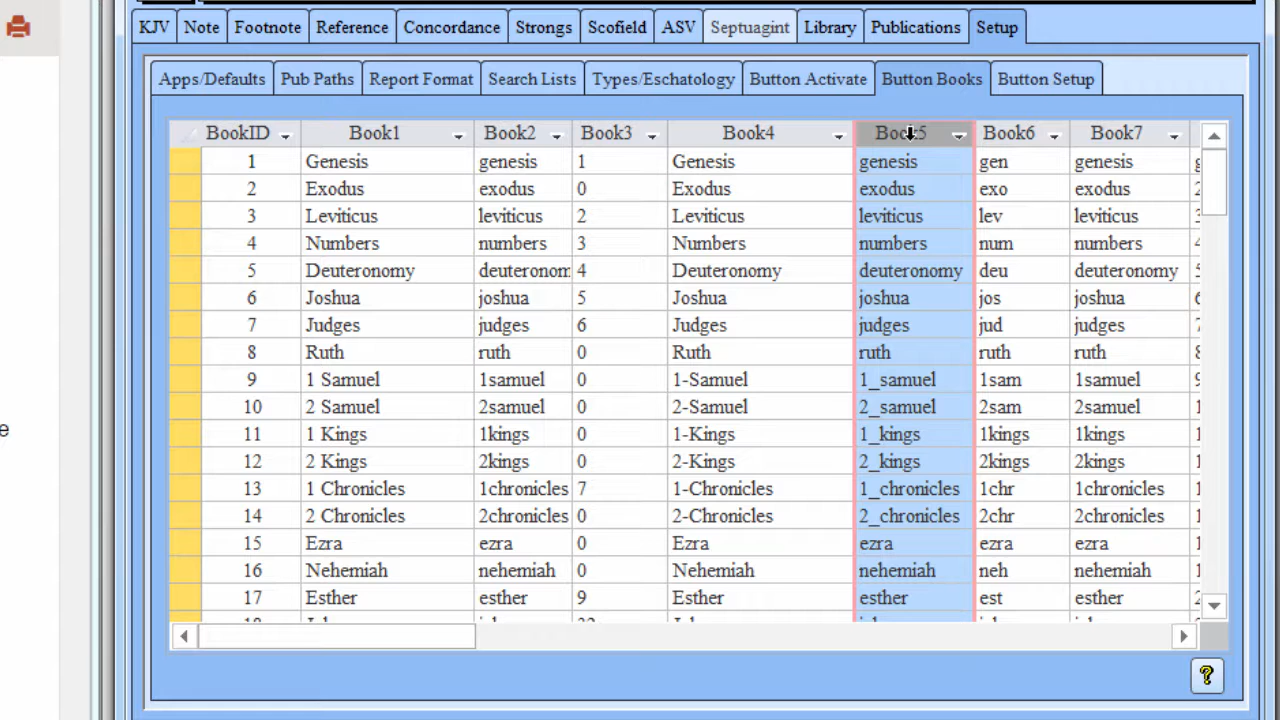 KJV Note Footnote Reference Concordance Strongs Scofield ASV Septuagint Library Publications Setup
Apps/Defaults Pub Paths Report Format Search Lists Types/Eschatology Button Activate Button Books Button Setup
BookID Book1 Book2 Book3 Book4 Book5 Book6 Book7
1 Genesis genesis 1 Genesis genesis gen genesis
2 Exodus exodus 0 Exodus exodus exo exodus
3 Leviticus leviticus 2 Leviticus leviticus lev leviticus
4 Numbers numbers 3 Numbers numbers num numbers
5 Deuteronomy deuteronom 4 Deuteronomy deuteronomy deu deuteronomy
6 Joshua joshua 5 Joshua joshua jos joshua
7 Judges judges 6 Judges judges jud judges
8 Ruth ruth 0 Ruth ruth ruth ruth
9 1 Samuel 1samuel 0 1-Samuel 1_samuel 1sam 1samuel
10 2 Samuel 2samuel 0 2-Samuel 2_samuel 2sam 2samuel
11 1 Kings 1kings 0 1-Kings 1_kings 1kings 1kings
12 2 Kings 2kings 0 2-Kings 2_kings 2kings 2kings
e
13 1 Chronicles 1chronicles 7 1-Chronicles 1_chronicles 1chr 1chronicles
14 2 Chronicles 2chronicles 0 2-Chronicles 2_chronicles 2chr 2chronicles
15 Ezra ezra 0 Ezra ezra ezra ezra
16 Nehemiah nehemiah 0 Nehemiah nehemiah neh nehemiah
17 Esther esther 9 Esther esther est esther
?